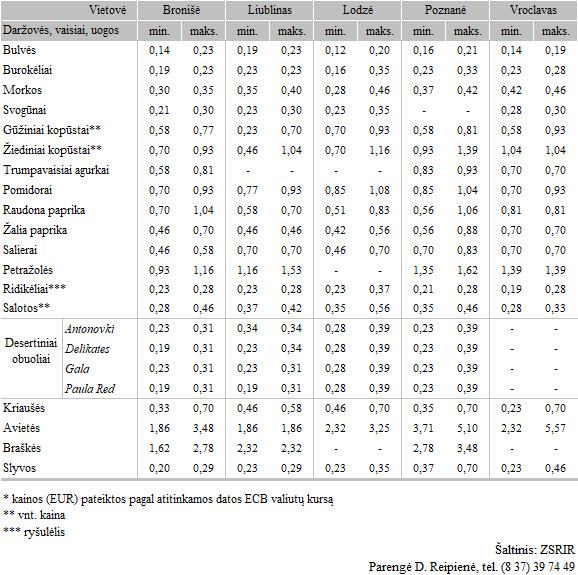 Vietovė Bronišė Liublinas Lodzė Poznanė Vroclavas
Daržovės, vaisiai, uogos min. maks. min. maks. min. maks. min. maks. min. maks.
Bulvės 0,14 0,23 0,19 0,23 0,12 0,20 0,16 0,21 0,14 0,19
Burokėliai 0,19 0,23 0,23 0,23 0,16 0,35 0,23 0,33 0,23 0,28
Morkos 0,30 0,35 0,35 0,40 0,28 0,46 0,37 0,42 0,42 0,46
Svogūnai 0,21 0,30 0,23 0,30 0,23 0,35 - - 0,28 0,30
Gūžiniai kopūstai** 0,58 0,77 0,23 0,70 0,70 0,93 0,58 0,81 0,58 0,93
Žiediniai kopūstai** 0,70 0,93 0,46 1,04 0,70 1,16 0,93 1,39 1,04 1,04
Trumpavaisiai agurkai 0,58 0,81 - - - - 0,83 0,93 0,70 0,70
Pomidorai 0,70 0,93 0,77 0,93 0,85 1,08 0,85 1,04 0,70 0,93
Raudona paprika 0,70 1,04 0,58 0,70 0,51 0,83 0,56 1,06 0,81 0,81
Žalia paprika 0,46 0,70 0,46 0,46 0,42 0,56 0,56 0,88 0,70 0,70
Salierai 0,46 0,58 0,70 0,70 0,46 0,70 0,70 0,83 0,70 0,70
Petražolės 0,93 1,16 1,16 1,53 - - 1,35 1,62 1,39 1,39
Ridikėliai*** 0,23 0,28 0,23 0,28 0,23 0,37 0,21 0,28 0,19 0,28
Salotos** 0,28 0,46 0,37 0,42 0,35 0,56 0,35 0,46 0,28 0,33
Desertiniai obuoliai Antonovki 0,23 0,31 0,34 0,34 0,28 0,39 0,23 0,39 - -
Delikates 0,19 0,31 0,23 0,34 0,28 0,39 0,23 0,39 - -
Gala 0,23 0,31 0,23 0,31 0,28 0,39 0,23 0,39 - -
Paula Red 0,19 0,31 0,19 0,31 0,28 0,39 0,23 0,39 - -
Kriaušės 0,33 0,70 0,46 0,58 0,46 0,70 0,35 0,70 0,23 0,70
Avietės 1,86 3,48 1,86 1,86 2,32 3,25 3,71 5,10 2,32 5,57
Braškės 1,62 2,78 2,32 2,32 - - 2,78 3,48 - -
Slyvos 0,20 0,29 0,23 0,29 0,23 0,35 0,37 0,70 0,23 0,46
* kainos (EUR) pateiktos pagal atitinkamos datos ECB valiutų kursą
** vnt. kaina
*** ryšulėlis
Šaltinis: ZSRIR
Parengė D. Reipienė, tel. (8 37) 39 74 49